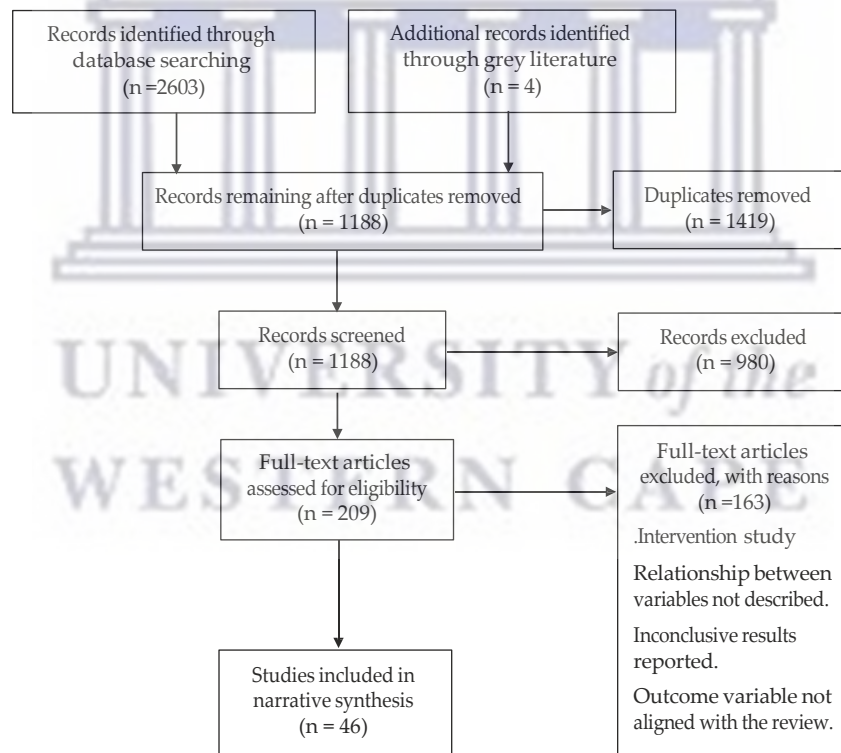 Records identified through
database searching
(n =2603)
Additional records identified
through grey literature
(n = 4)
Records remaining after duplicates removed
(n = 1188)
Duplicates removed
(n = 1419)
Records screened
(n = 1188)
Records excluded
(n = 980)
Full-text articles
assessed for eligibility
(n = 209)
Full-text articles
excluded, with reasons
(n =163)
.Intervention study
Relationship between
variables not described.
Inconclusive results
reported.
Outcome variable not
aligned with the review.
Studies included in
narrative synthesis
(n = 46)
UNIVERSITY of the
WESTERN CAPE